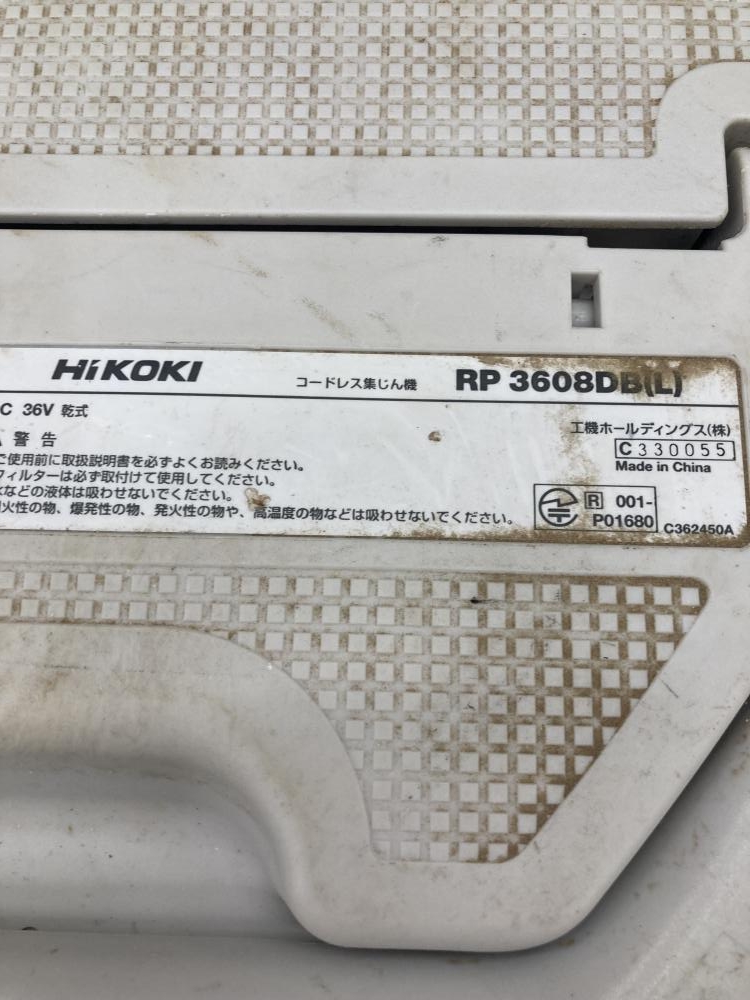 HiKOKI
コードレス集じん機
RP 3608DB(L)
C 36V 乾式
警告
ご使用前に取扱説明書を必ずよくお読みください。
フィルターは必ず取付けて使用してください。
などの液体は吸わせないでください。
火性の物、爆発性の物、発火性の物や、高温度の物などは吸わせないでください。
工機ホールディングス(株)
C330055
Made in China
R 001-
P01680
C362450A